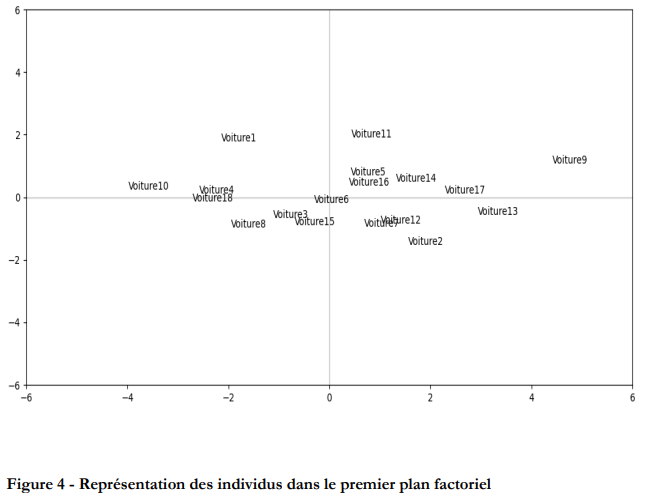 6
4
2
0
−2
−4
−6
Voiture11
Voiture1
Voiture9
Voiture5
Voiture14
Voiture16
Voiture10
Voiture4
Voiture17
Voiture18
Voiture6
Voiture13
Voiture3
Voiture12
Voiture15
Voiture7
Voiture8
Voiture2
−6 −4 −2 0 2 4 6
Figure 4 - Représentation des individus dans le premier plan factoriel